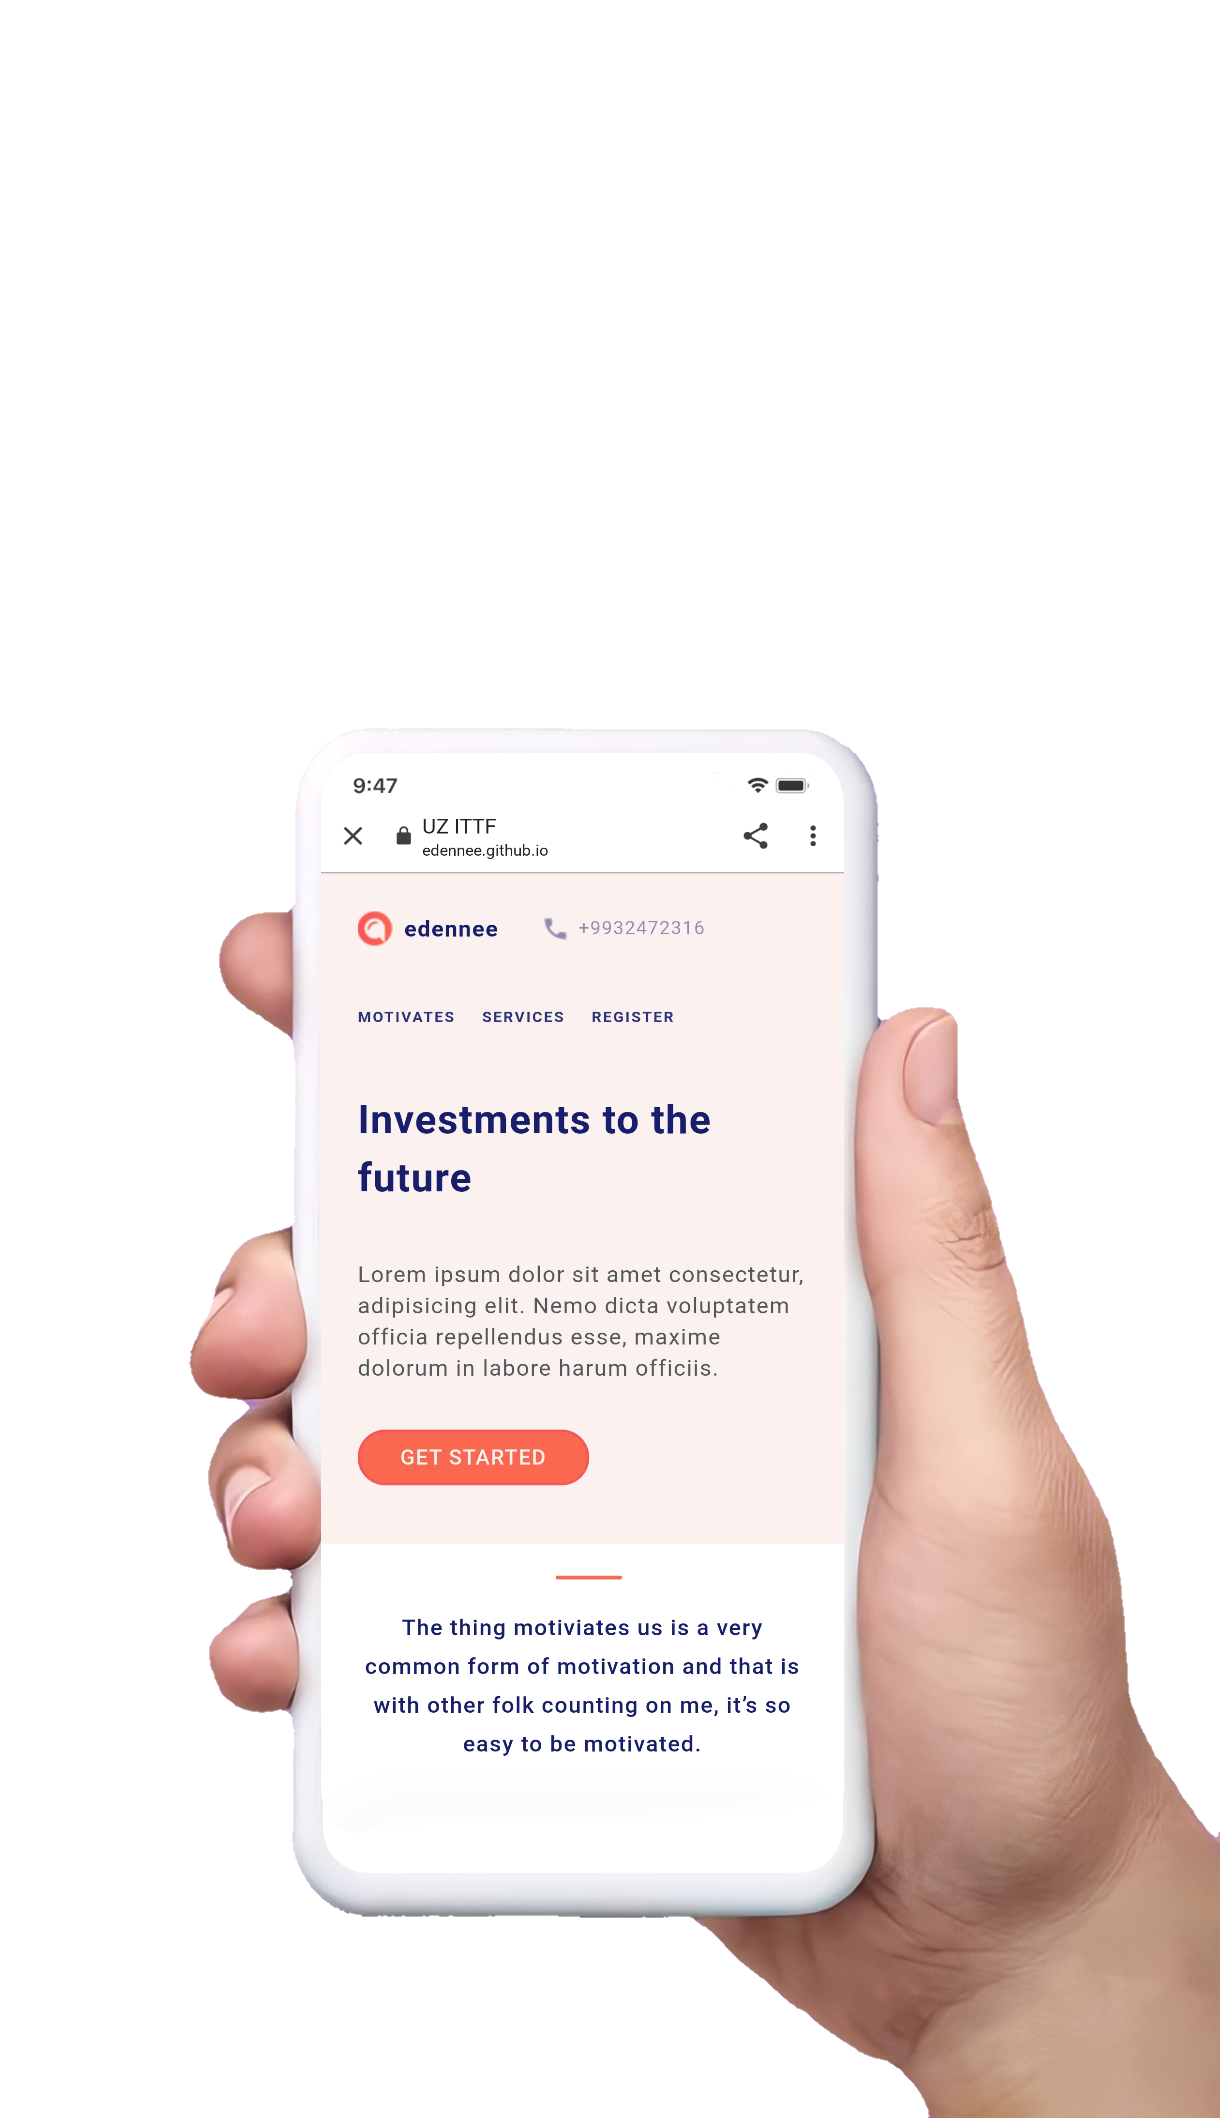 9:47
UZ ITTF
edennee.github.io
edennee +9932472316
MOTIVATES SERVICES REGISTER
Investments to the
future
Lorem ipsum dolor sit amet consectetur,
adipisicing elit. Nemo dicta voluptatem
officia repellendus esse, maxime
dolorum in labore harum officiis.
GET STARTED
The thing motiviates us is a very
common form of motivation and that is
with other folk counting on me, it’s so
easy to be motivated.